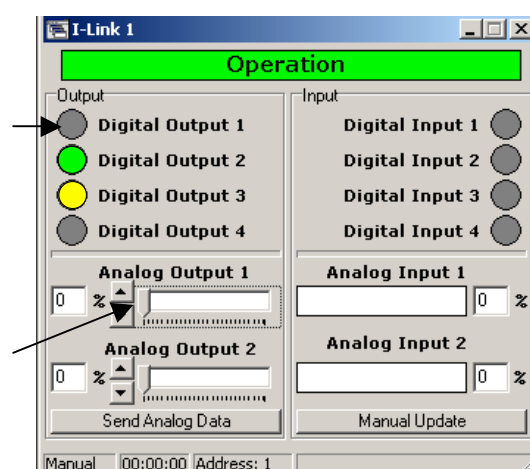 I-Link 1
Operation
Output
Digital Output 1
Digital Output 2
Digital Output 3
Digital Output 4
Analog Output 1
0 %
Analog Output 2
0 %
Send Analog Data
Input
Digital Input 1
Digital Input 2
Digital Input 3
Digital Input 4
Analog Input 1
0 %
Analog Input 2
0 %
Manual Update
Manual 00:00:00 Address: 1